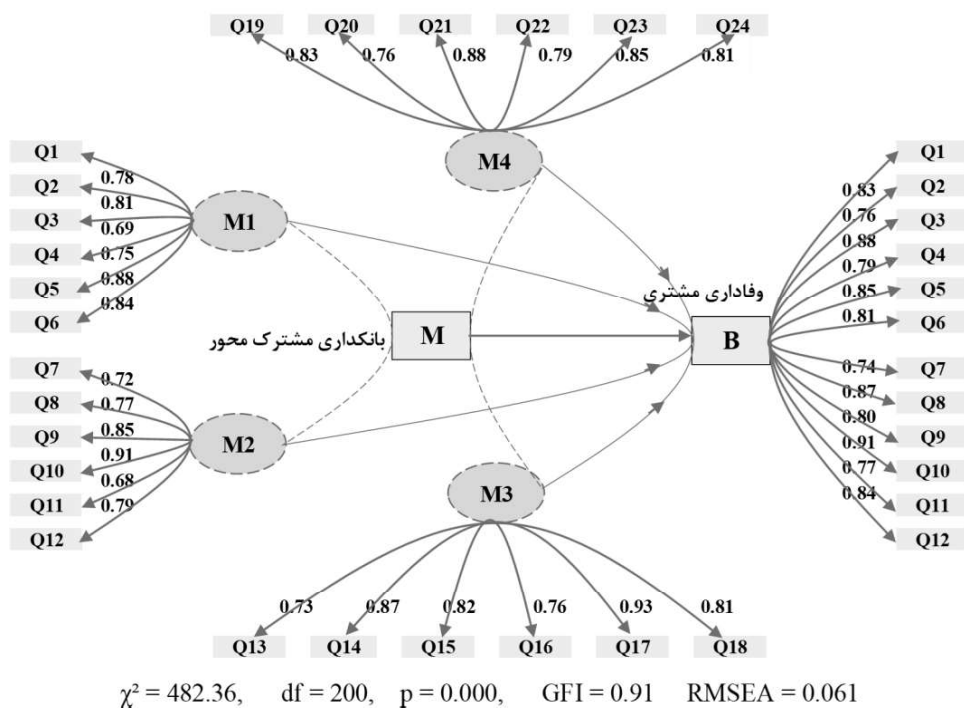 Q19 Q20 Q21 Q22 Q23 Q24
0.83 0.76 0.88 0.79 0.85 0.81
M4
Q1
Q2
Q3
Q4
Q5
Q6
0.78
0.81
0.69
0.75
0.88
0.84
M1
Q7
Q8
Q9
Q10
Q11
Q12
0.72
0.77
0.85
0.91
0.68
0.79
M2
M
بانکداری مشترک محور
وفاداری مشتری
B
0.83
0.76
0.88
0.79
0.85
0.81
0.74
0.87
0.80
0.91
0.77
0.84
Q1
Q2
Q3
Q4
Q5
Q6
Q7
Q8
Q9
Q10
Q11
Q12
M3
0.73 0.87 0.82 0.76 0.93 0.81
Q13 Q14 Q15 Q16 Q17 Q18
χ² = 482.36, df = 200, p = 0.000, GFI = 0.91 RMSEA = 0.061